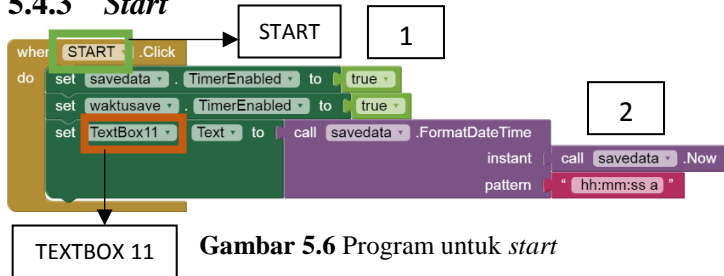 5.4.3 Start
START
1
when START .Click
do set savedata . TimerEnabled to true
set waktusave . TimerEnabled to true
2
set TextBox11 . Text to call savedata .FormatDateTime
instant call savedata .Now
pattern " hh:mm:ss a "
TEXTBOX 11
Gambar 5.6 Program untuk start